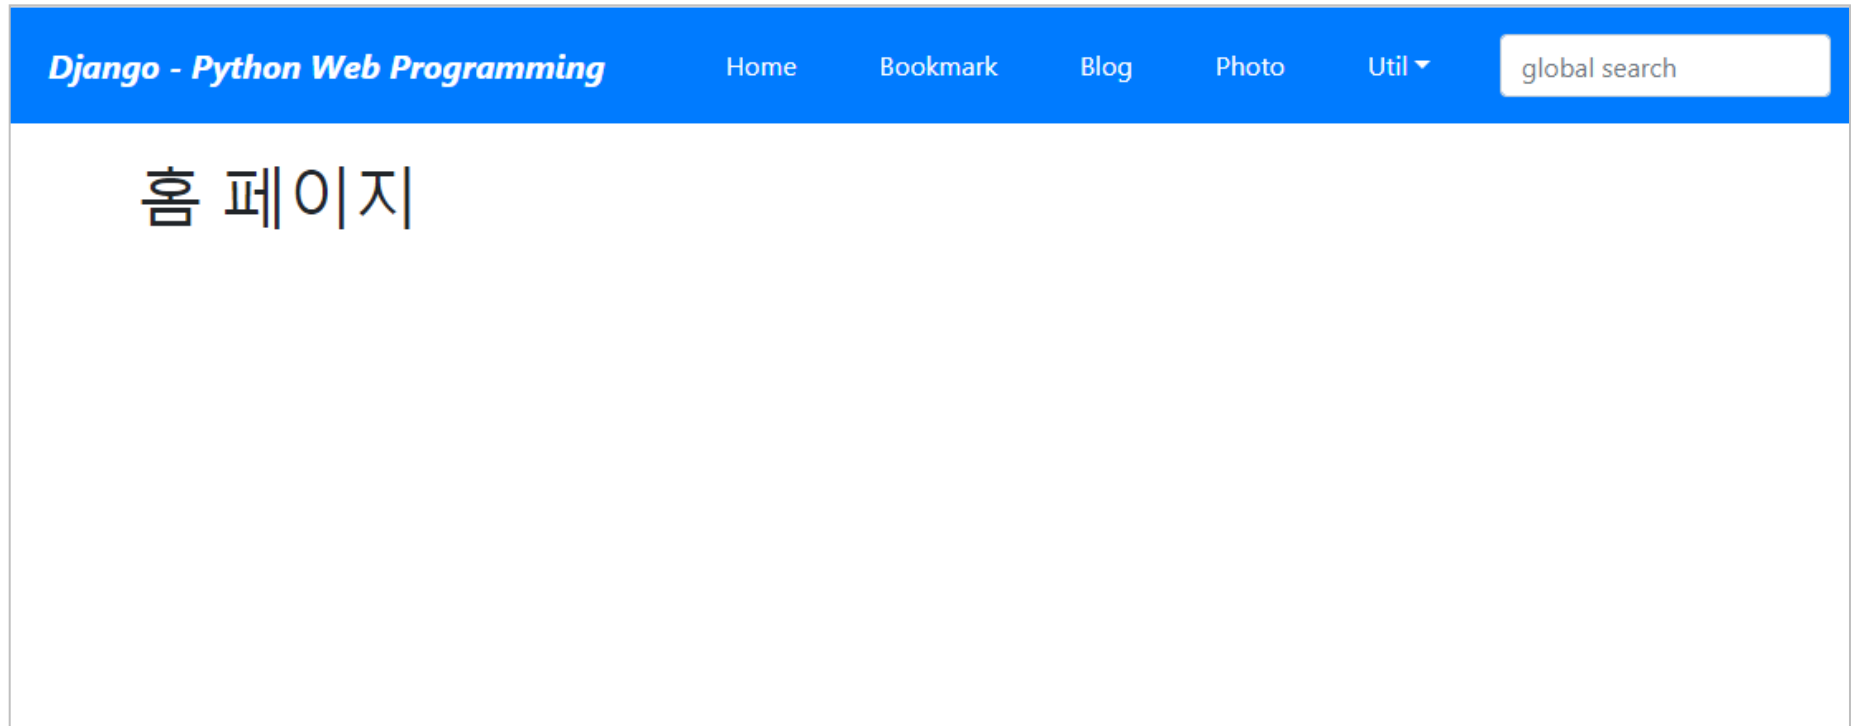 Django - Python Web Programming Home Bookmark Blog Photo Util global search
홈 페이지